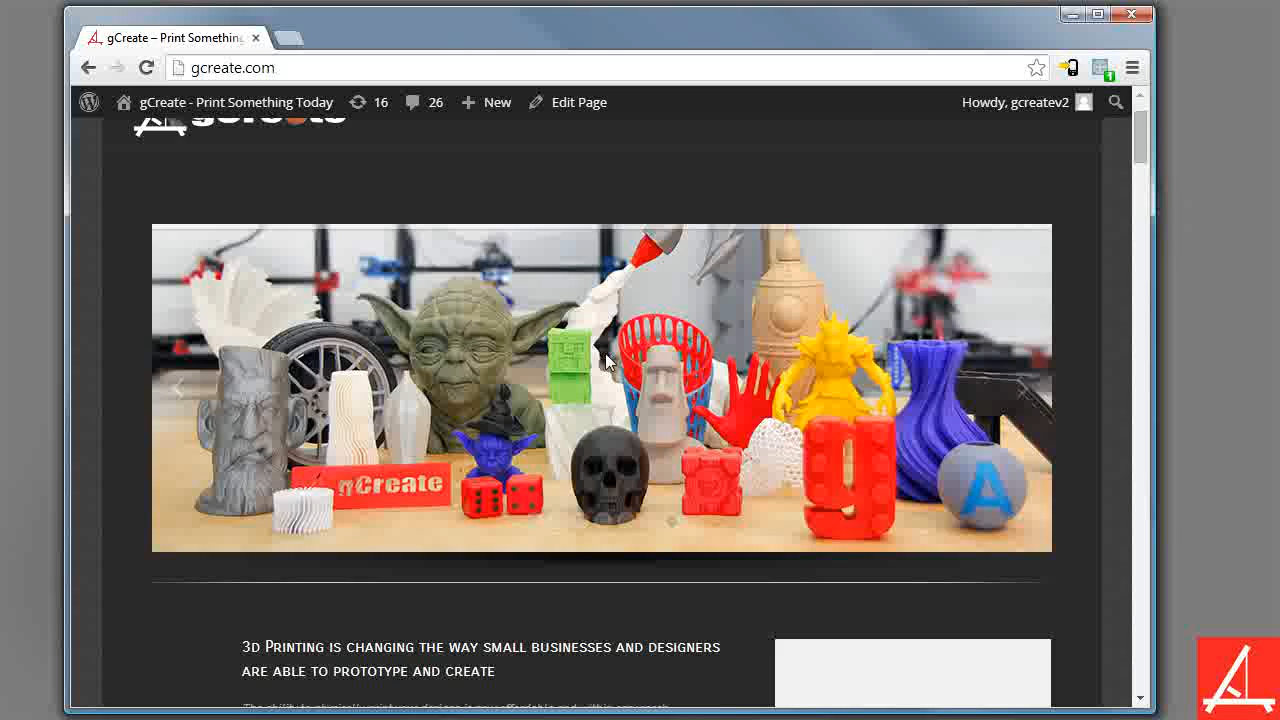 gCreate – Print Something
gcreate.com
gCreate - Print Something Today 16 26 New Edit Page Howdy, gcreatev2
gCreate
gCreate
g
A
3D PRINTING IS CHANGING THE WAY SMALL BUSINESSES AND DESIGNERS
ARE ABLE TO PROTOTYPE AND CREATE